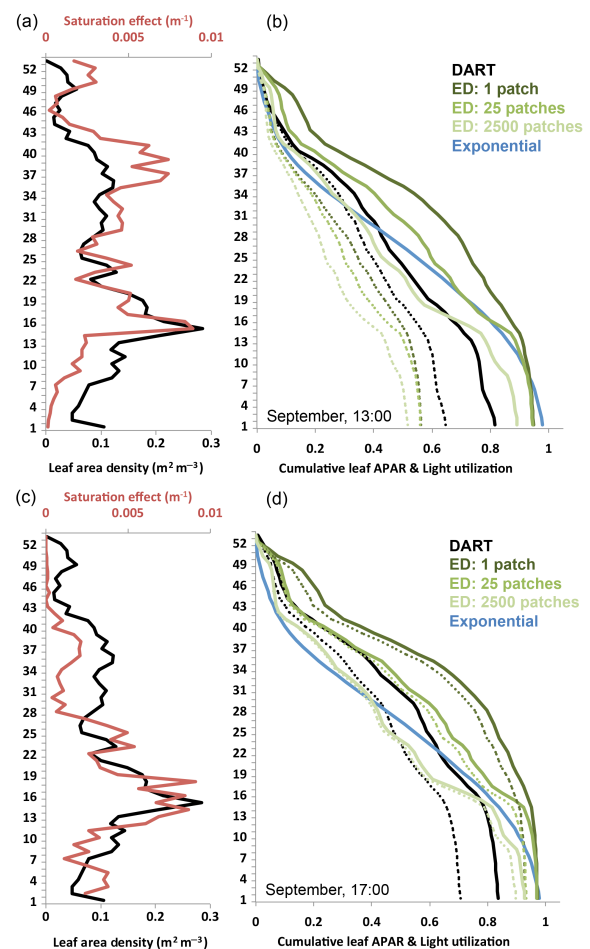 (a)
Saturation effect (m⁻¹)
0 0.005 0.01
52
49
46
43
40
37
34
31
28
25
22
19
16
13
10
7
4
1
0 0.1 0.2 0.3
Leaf area density (m² m⁻³)
(b)
52
49
46
43
40
37
34
31
28
25
22
19
16
13
10
7
4
1
DART
ED: 1 patch
ED: 25 patches
ED: 2500 patches
Exponential
September, 13:00
0 0.2 0.4 0.6 0.8 1
Cumulative leaf APAR & Light utilization
(c)
Saturation effect (m⁻¹)
0 0.005 0.01
52
49
46
43
40
37
34
31
28
25
22
19
16
13
10
7
4
1
0 0.1 0.2 0.3
Leaf area density (m² m⁻³)
(d)
52
49
46
43
40
37
34
31
28
25
22
19
16
13
10
7
4
1
DART
ED: 1 patch
ED: 25 patches
ED: 2500 patches
Exponential
September, 17:00
0 0.2 0.4 0.6 0.8 1
Cumulative leaf APAR & Light utilization